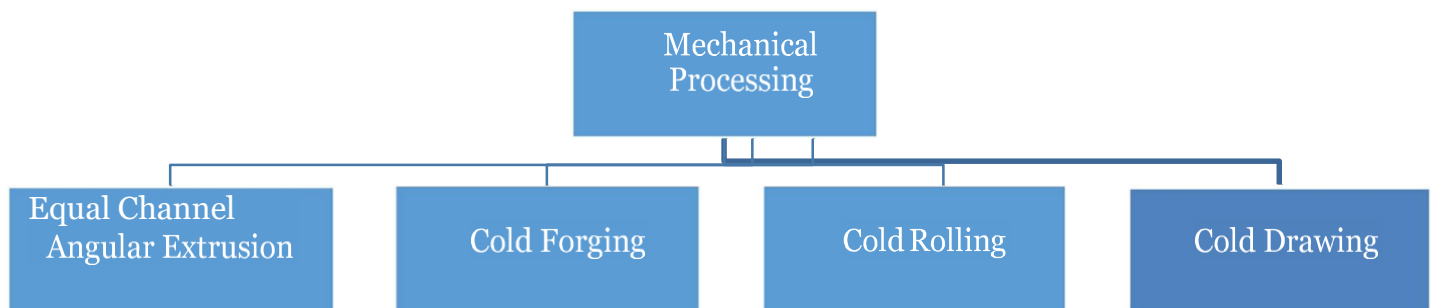 Mechanical
Processing
Equal Channel
Angular Extrusion
Cold Forging
Cold Rolling
Cold Drawing